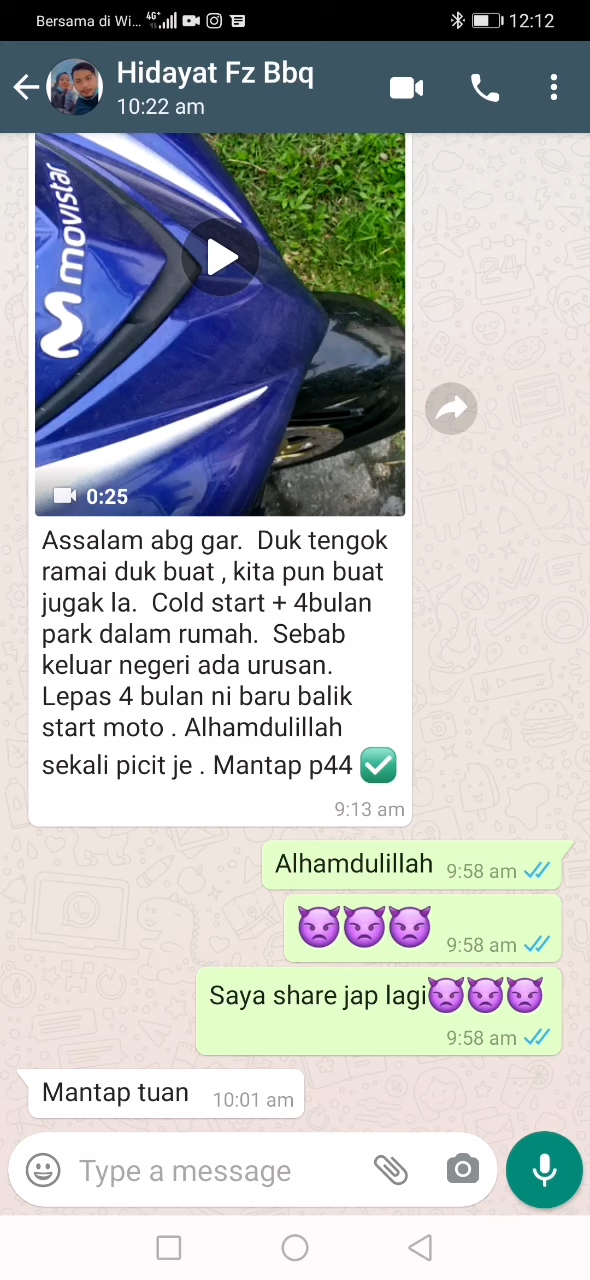 Bersama di Wi... 4G+ 12:12
Hidayat Fz Bbq
10:22 am
movistar
24
0:25
Assalam abg gar.  Duk tengok
ramai duk buat , kita pun buat
jugak la.  Cold start + 4bulan
park dalam rumah.  Sebab
keluar negeri ada urusan.
Lepas 4 bulan ni baru balik
start moto . Alhamdulillah
sekali picit je . Mantap p44 ✅
9:13 am
Alhamdulillah 9:58 am
👿👿👿 9:58 am
Saya share jap lagi👿👿👿
9:58 am
Mantap tuan 10:01 am
Type a message